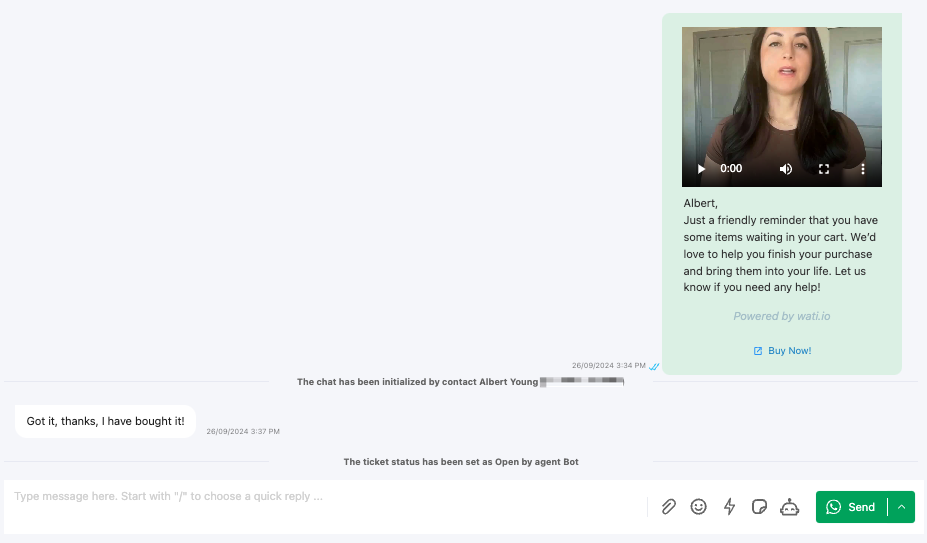 0:00
Albert,
Just a friendly reminder that you have
some items waiting in your cart. We'd
love to help you finish your purchase
and bring them into your life. Let us
know if you need any help!
Powered by wati.io
Buy Now!
26/09/2024 3:34 PM
The chat has been initialized by contact Albert Young
Got it, thanks, I have bought it!
26/09/2024 3:37 PM
The ticket status has been set as Open by agent Bot
Type message here. Start with "/" to choose a quick reply ...
Send